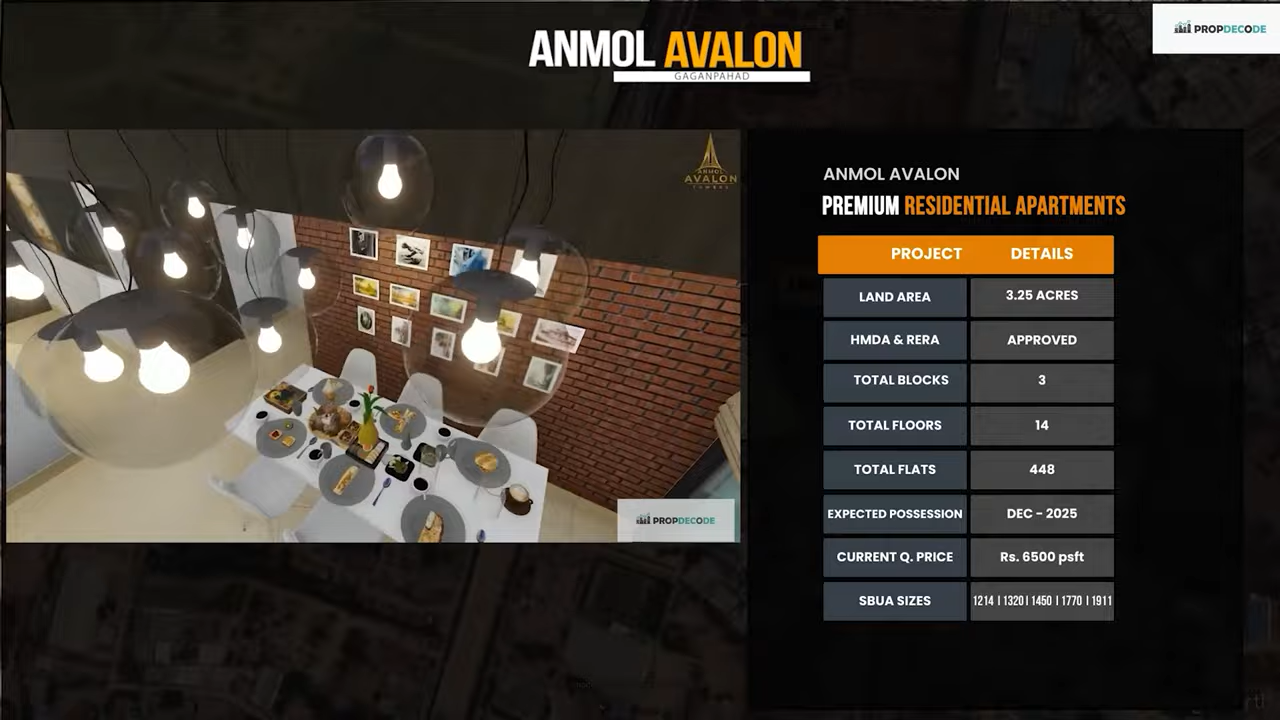 ANMOL AVALON
GAGANPAHAD
PROPDECODE
ANMOL
AVALON
TOWERS
PROPDECODE
ANMOL AVALON
PREMIUM RESIDENTIAL APARTMENTS
PROJECT DETAILS
LAND AREA 3.25 ACRES
HMDA & RERA APPROVED
TOTAL BLOCKS 3
TOTAL FLOORS 14
TOTAL FLATS 448
EXPECTED POSSESSION DEC - 2025
CURRENT Q. PRICE Rs. 6500 psft
SBUA SIZES 1214 | 1320 | 1450 | 1770 | 1911